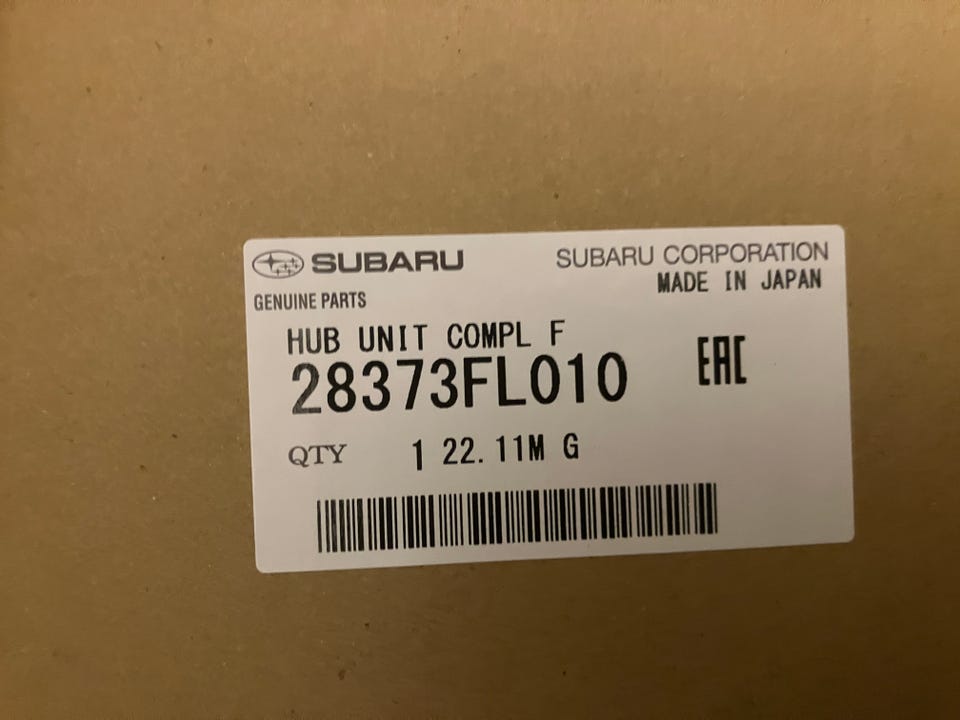 SUBARU
SUBARU CORPORATION
GENUINE PARTS
MADE IN JAPAN
HUB UNIT COMPL F
28373FL010
EAC
QTY 1 22.11M G